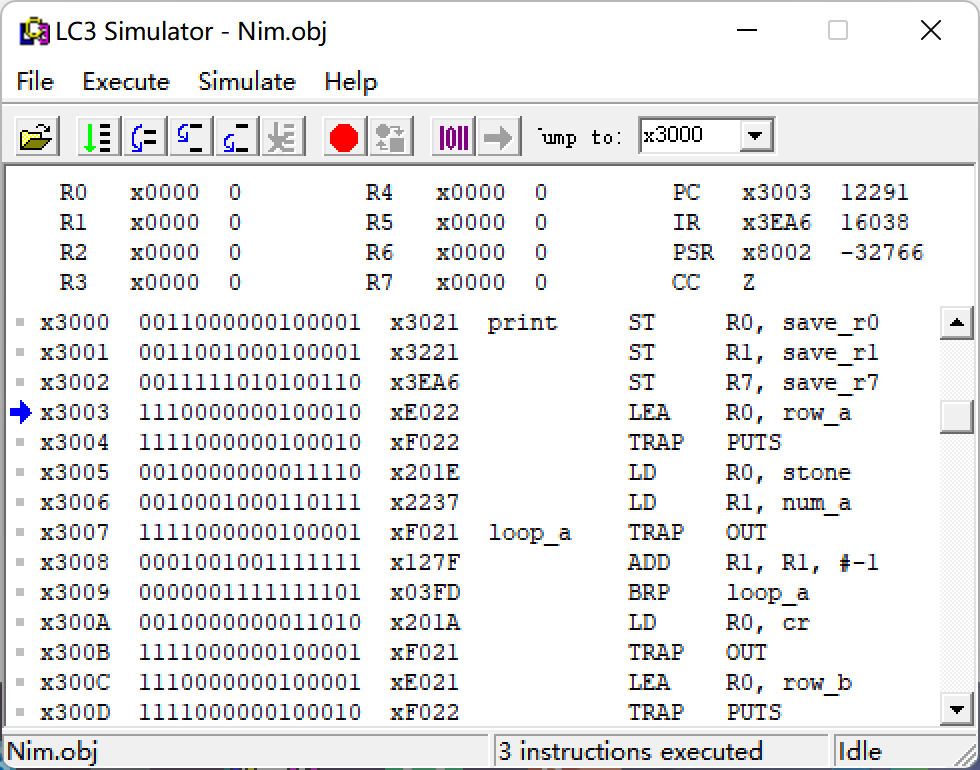 LC3 Simulator - Nim.obj
File Execute Simulate Help
Jump to: x3000
R0 x0000 0 R4 x0000 0 PC x3003 12291
R1 x0000 0 R5 x0000 0 IR x3EA6 16038
R2 x0000 0 R6 x0000 0 PSR x8002 -32766
R3 x0000 0 R7 x0000 0 CC Z
x3000 0011000000100001 x3021 print ST R0, save_r0
x3001 0011001000100001 x3221 ST R1, save_r1
x3002 0011111010100110 x3EA6 ST R7, save_r7
x3003 1110000000100010 xE022 LEA R0, row_a
x3004 1111000000100010 xF022 TRAP PUTS
x3005 0010000000011110 x201E LD R0, stone
x3006 0010001000110111 x2237 LD R1, num_a
x3007 1111000000100001 xF021 loop_a TRAP OUT
x3008 0001001001111111 x127F ADD R1, R1, #-1
x3009 0000001111111101 x03FD BRP loop_a
x300A 0010000000011010 x201A LD R0, cr
x300B 1111000000100001 xF021 TRAP OUT
x300C 1110000000100001 xE021 LEA R0, row_b
x300D 1111000000100010 xF022 TRAP PUTS
Nim.obj 3 instructions executed Idle